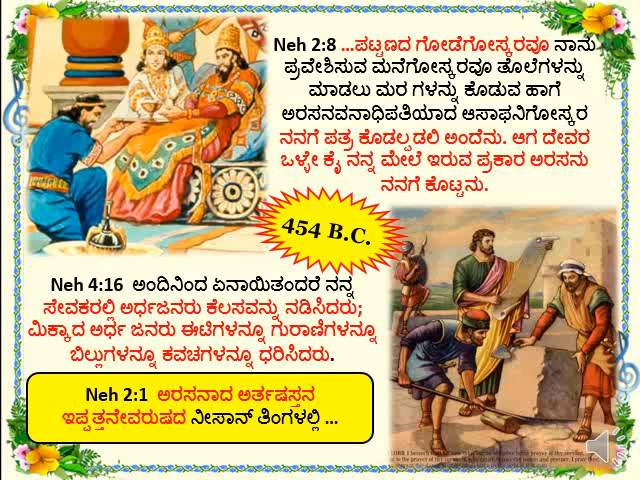 Neh 2:8 ...ಪಟ್ಟಣದ ಗೋಡೆಗೋಸ್ಕರವೂ ನಾನು
ಪ್ರವೇಶಿಸುವ ಮನೆಗೋಸ್ಕರವೂ ತೊಲೆಗಳನ್ನು
ಮಾಡಲು ಮರ ಗಳನ್ನು ಕೊಡುವ ಹಾಗೆ
ಅರಸನವನಾಧಿಪತಿಯಾದ ಆಸಾಫನಿಗೋಸ್ಕರ
ನನಗೆ ಪತ್ರ ಕೊಡಲ್ಪಡಲಿ ಅಂದೆನು. ಆಗ ದೇವರ
ಒಳ್ಳೇ ಕೈ ನನ್ನ ಮೇಲೆ ಇರುವ ಪ್ರಕಾರ ಅರಸನು
ನನಗೆ ಕೊಟ್ಟನು.
454 B.C.
Neh 4:16 ಅಂದಿನಿಂದ ಏನಾಯಿತಂದರೆ ನನ್ನ
ಸೇವಕರಲ್ಲಿ ಅರ್ಧಜನರು ಕೆಲಸವನ್ನು ನಡಿಸಿದರು;
ಮಿಕ್ಕಾದ ಅರ್ಧ ಜನರು ಈಟಿಗಳನ್ನೂ ಗುರಾಣಿಗಳನ್ನೂ
ಬಿಲ್ಲುಗಳನ್ನೂ ಕವಚಗಳನ್ನೂ ಧರಿಸಿದರು.
Neh 2:1 ಅರಸನಾದ ಅರ್ತಷಸ್ತನ
ಇಪ್ಪತ್ತನೇವರುಷದ ನೀಸಾನ್ ತಿಂಗಳಲ್ಲಿ ...